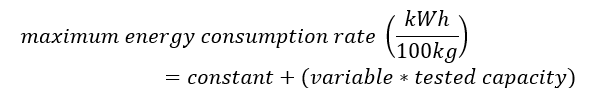 maximum energy consumption rate (kWh/100kg)
= constant + (variable * tested capacity)